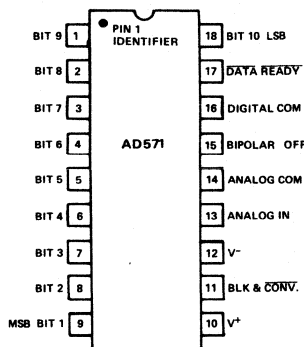 PIN 1
IDENTIFIER
AD571
BIT 9 1
BIT 8 2
BIT 7 3
BIT 6 4
BIT 5 5
BIT 4 6
BIT 3 7
BIT 2 8
MSB BIT 1 9
18 BIT 10 LSB
17 DATA READY
16 DIGITAL COM
15 BIPOLAR OFF
14 ANALOG COM
13 ANALOG IN
12 V-
11 BLK & CONV.
10 V+